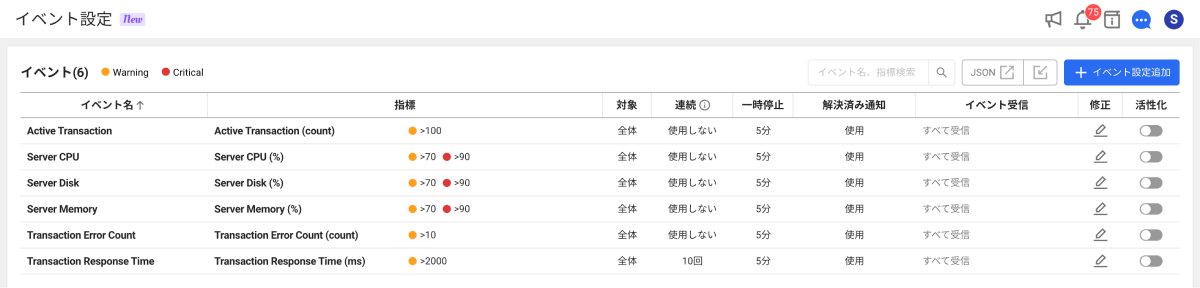 イベント設定 New
75
S
イベント(6) Warning Critical
イベント名、指標検索
JSON
イベント設定追加
イベント名 指標 対象 連続 一時停止 解決済み通知 イベント受信 修正 活性化
Active Transaction Active Transaction (count) >100 全体 使用しない 5分 使用 すべて受信
Server CPU Server CPU (%) >70 >90 全体 使用しない 5分 使用 すべて受信
Server Disk Server Disk (%) >70 >90 全体 使用しない 5分 使用 すべて受信
Server Memory Server Memory (%) >70 >90 全体 使用しない 5分 使用 すべて受信
Transaction Error Count Transaction Error Count (count) >10 全体 使用しない 5分 使用 すべて受信
Transaction Response Time Transaction Response Time (ms) >2000 全体 10回 5分 使用 すべて受信